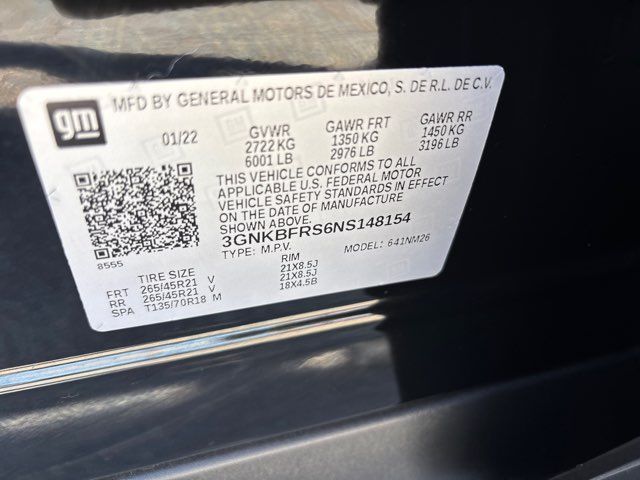 gm
MFD BY GENERAL MOTORS DE MEXICO, S. DE R.L. DE C.V.
01/22 GVWR GAWR FRT GAWR RR
2722 KG 1350 KG 1450 KG
6001 LB 2976 LB 3196 LB
THIS VEHICLE CONFORMS TO ALL
APPLICABLE U.S. FEDERAL MOTOR
VEHICLE SAFETY STANDARDS IN EFFECT
ON THE DATE OF MANUFACTURE
SHOWN ABOVE.
3GNKBFRS6NS148154
TYPE: M.P.V. MODEL: 641NM26
8555
TIRE SIZE RIM
FRT 265/45R21 V 21X8.5J
RR 265/45R21 V 21X8.5J
SPA T135/70R18 M 18X4.5B